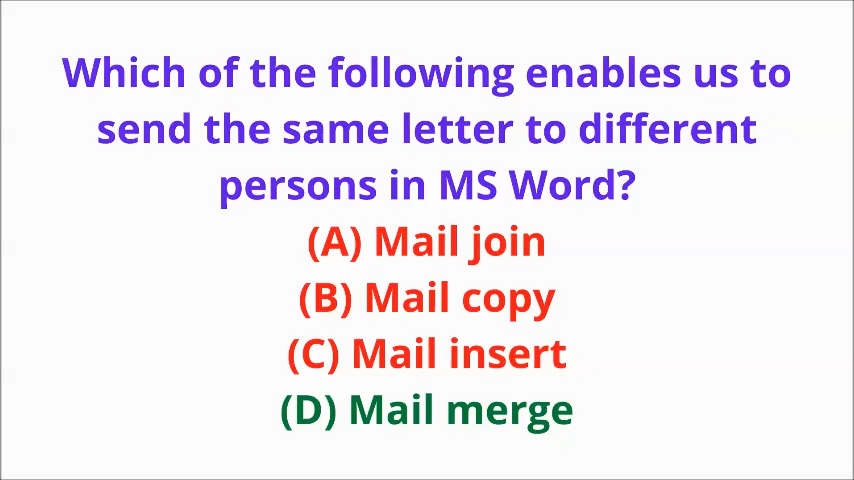 Which of the following enables us to
send the same letter to different
persons in MS Word?
(A) Mail join
(B) Mail copy
(C) Mail insert
(D) Mail merge